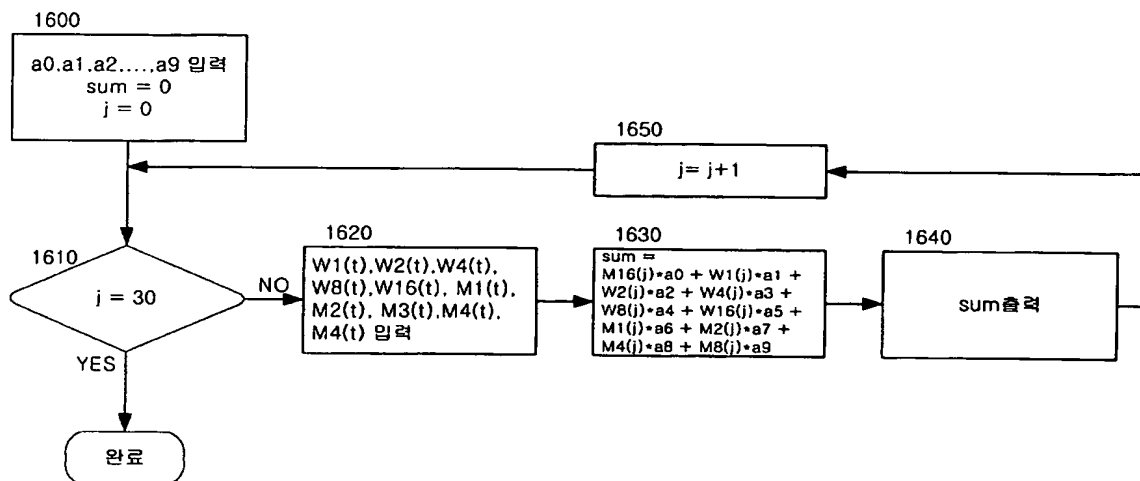 1600
a0,a1,a2,...,a9 입력
sum = 0
j = 0
1650
j= j+1
1610
j = 30
NO
YES
1620
W1(t),W2(t),W4(t),
W8(t),W16(t), M1(t),
M2(t), M3(t),M4(t),
M4(t) 입력
1630
sum =
M16(j)*a0 + W1(j)*a1 +
W2(j)*a2 + W4(j)*a3 +
W8(j)*a4 + W16(j)*a5 +
M1(j)*a6 + M2(j)*a7 +
M4(j)*a8 + M8(j)*a9
1640
sum출력
완료